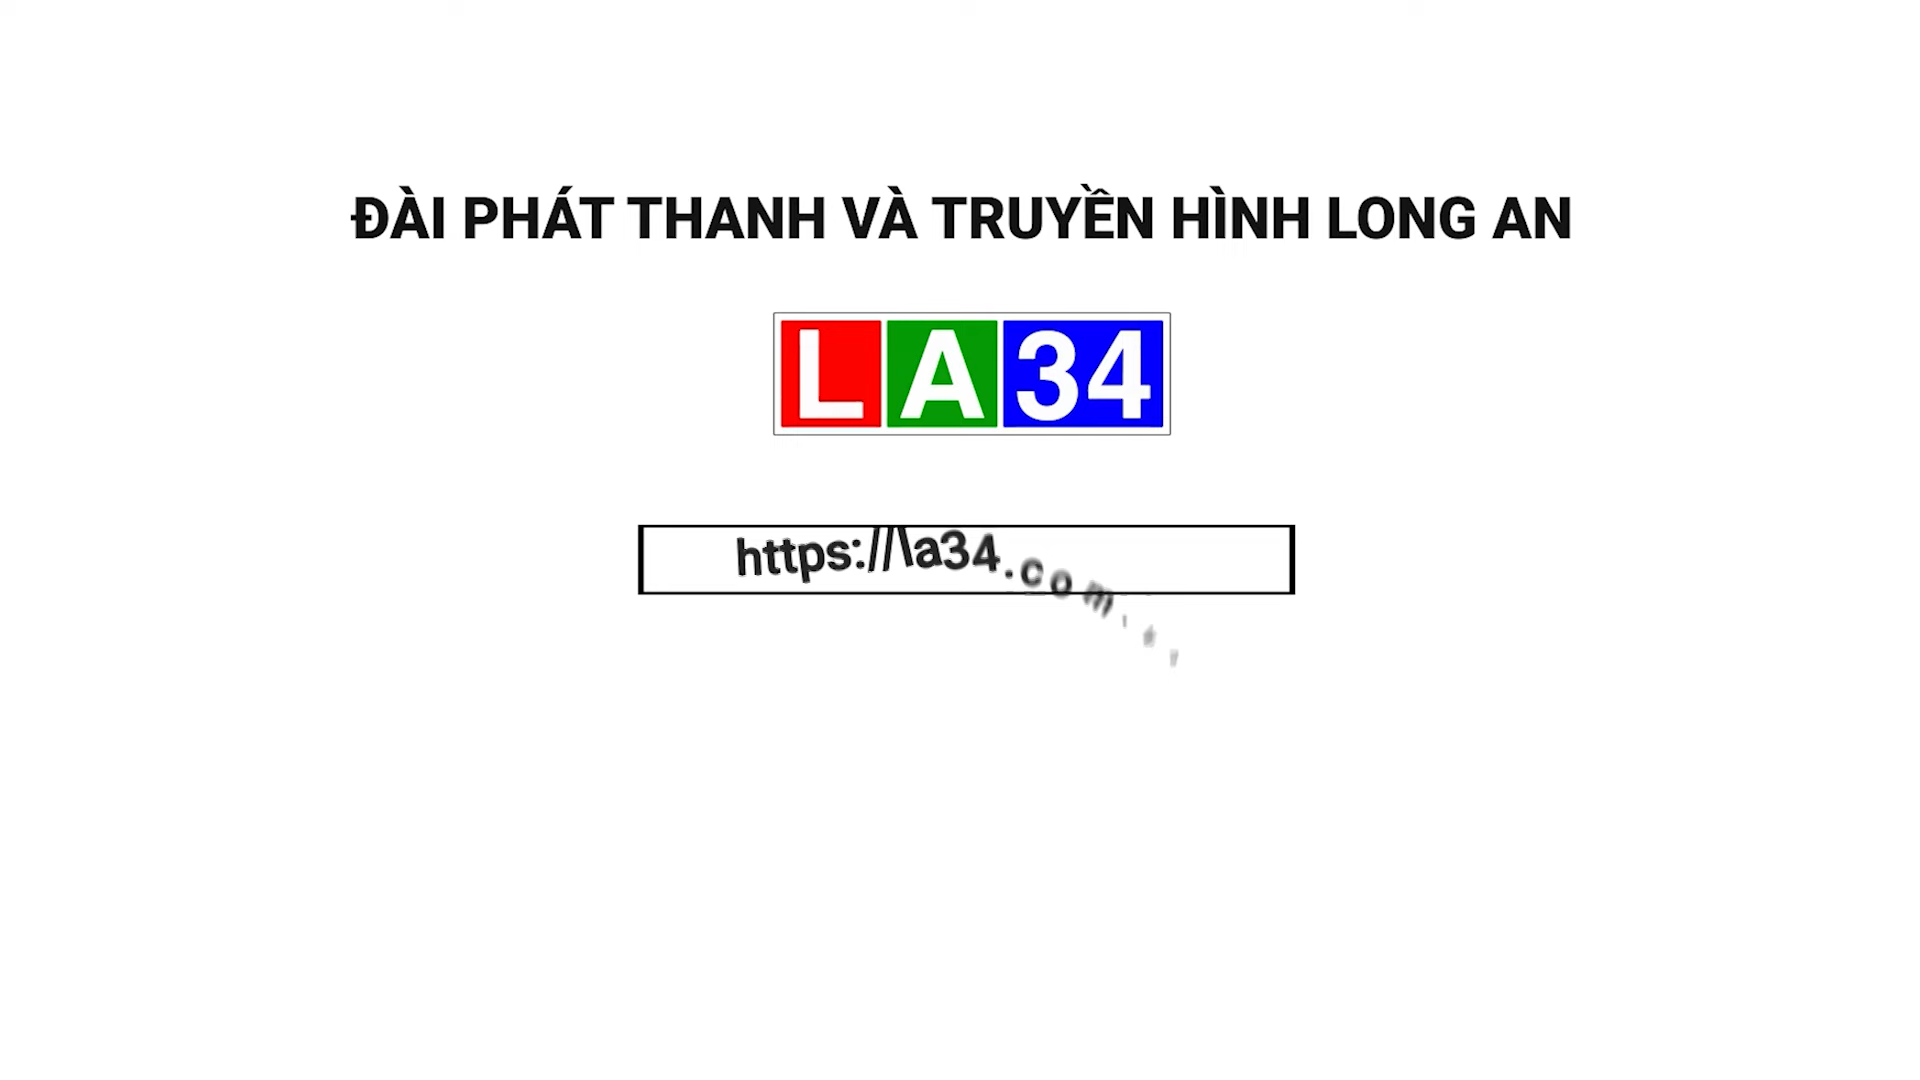 ĐÀI PHÁT THANH VÀ TRUYỀN HÌNH LONG AN
LA34
https://la34.com